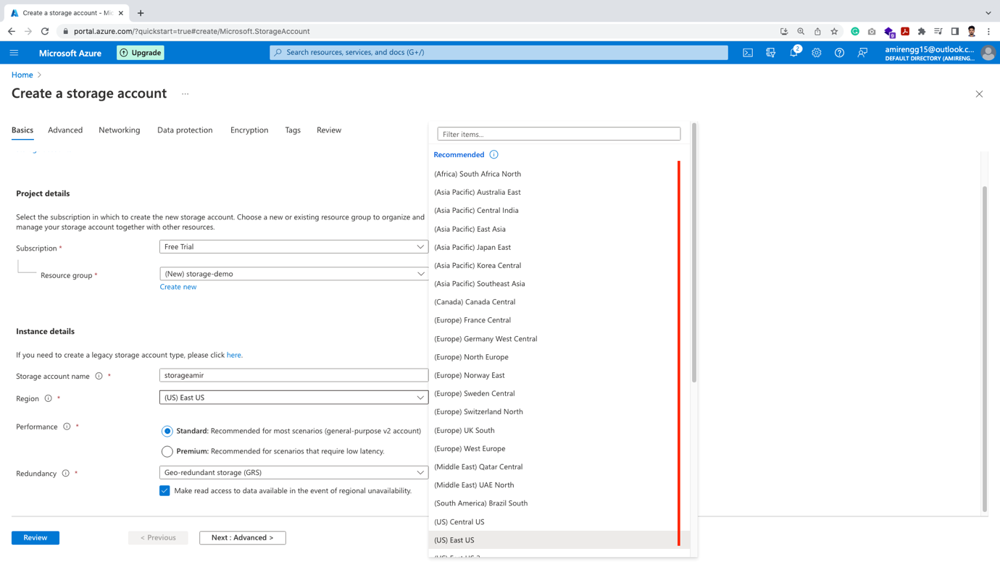 Create a storage account - Mic
portal.azure.com/?quickstart=true#create/Microsoft.StorageAccount
9
Microsoft Azure
Upgrade
Search resources, services, and docs (G+/)
2
amirengg15@outlook.c...
DEFAULT DIRECTORY (AMIRENG...
Home
Create a storage account ...
Basics Advanced Networking Data protection Encryption Tags Review
Project details
Select the subscription in which to create the new storage account. Choose a new or existing resource group to organize and
manage your storage account together with other resources.
Subscription *
Free Trial
Resource group *
(New) storage-demo
Create new
Instance details
If you need to create a legacy storage account type, please click here.
Storage account name *
storageamir
Region *
(US) East US
Performance *
Standard: Recommended for most scenarios (general-purpose v2 account)
Premium: Recommended for scenarios that require low latency.
Redundancy *
Geo-redundant storage (GRS)
Make read access to data available in the event of regional unavailability.
Review
< Previous
Next : Advanced >
Filter items...
Recommended
(Africa) South Africa North
(Asia Pacific) Australia East
(Asia Pacific) Central India
(Asia Pacific) East Asia
(Asia Pacific) Japan East
(Asia Pacific) Korea Central
(Asia Pacific) Southeast Asia
(Canada) Canada Central
(Europe) France Central
(Europe) Germany West Central
(Europe) North Europe
(Europe) Norway East
(Europe) Sweden Central
(Europe) Switzerland North
(Europe) UK South
(Europe) West Europe
(Middle East) Qatar Central
(Middle East) UAE North
(South America) Brazil South
(US) Central US
(US) East US
(US) East US 2